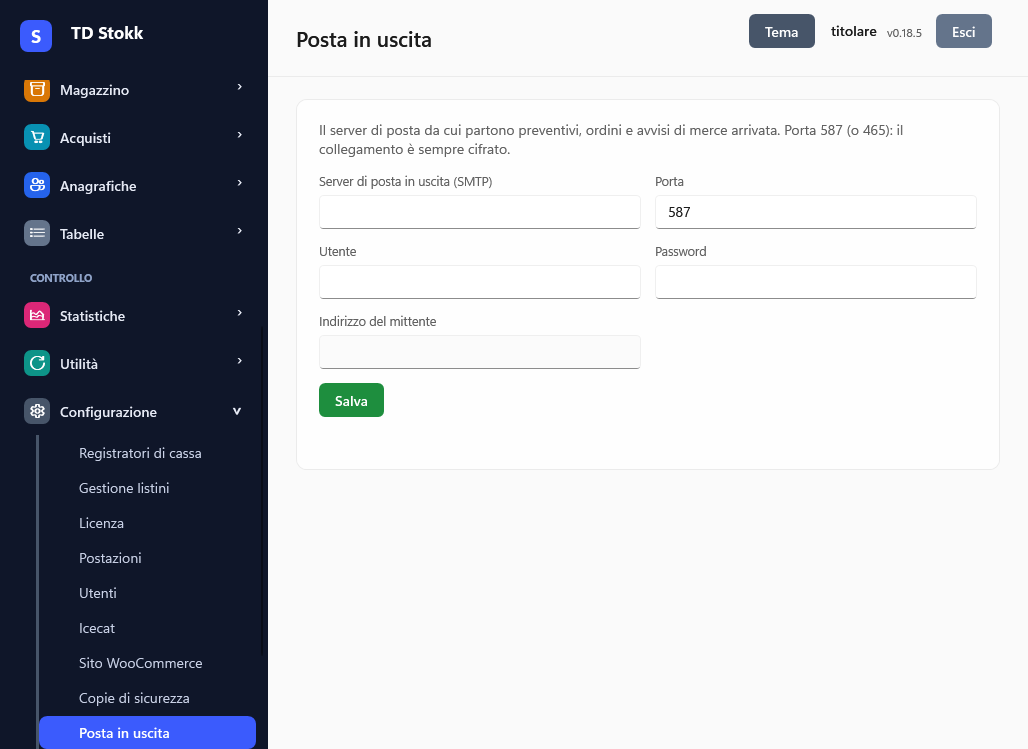 S
TD Stokk
Magazzino
Acquisti
Anagrafiche
Tabelle
CONTROLLO
Statistiche
Utilità
Configurazione
Registratori di cassa
Gestione listini
Licenza
Postazioni
Utenti
Icecat
Sito WooCommerce
Copie di sicurezza
Posta in uscita
Posta in uscita
Tema
titolare
v0.18.5
Esci
Il server di posta da cui partono preventivi, ordini e avvisi di merce arrivata. Porta 587 (o 465): il
collegamento è sempre cifrato.
Server di posta in uscita (SMTP)
Porta
587
Utente
Password
Indirizzo del mittente
Salva